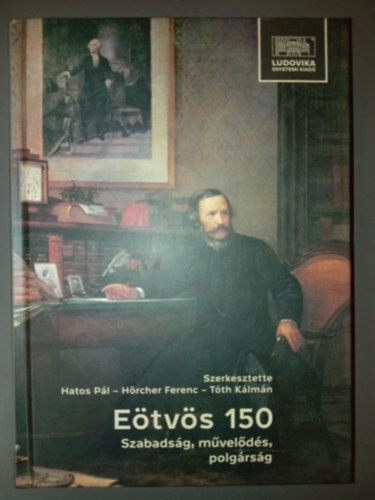 LUDOVIKA
EGYETEMI KIADÓ
Szerkesztette
Hatos Pál – Hörcher Ferenc – Tóth Kálmán
Eötvös 150
Szabadság, művelődés,
polgárság